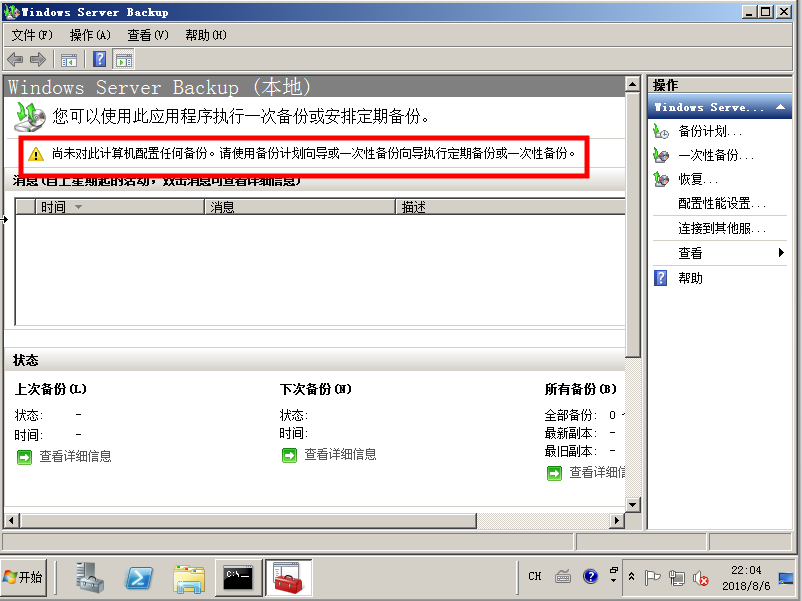 Windows Server Backup
文件(F) 操作(A) 查看(V) 帮助(H)
Windows Server Backup (本地)
您可以使用此应用程序执行一次备份或安排定期备份。
尚未对此计算机配置任何备份。请使用备份计划向导或一次性备份向导执行定期备份或一次性备份。
消息(自上星期起的活动，双击消息可查看详细信息)
时间 消息 描述
状态
上次备份(L)
状态: -
时间: -
查看详细信息
下次备份(N)
状态:
时间:
查看详细信息
所有备份(B)
全部备份: 0
最新副本: -
最旧副本: -
查看详细信
操作
Windows Serve...
备份计划...
一次性备份...
恢复...
配置性能设置...
连接到其他服...
查看
帮助
开始
C:\
CH
22:04
2018/8/6